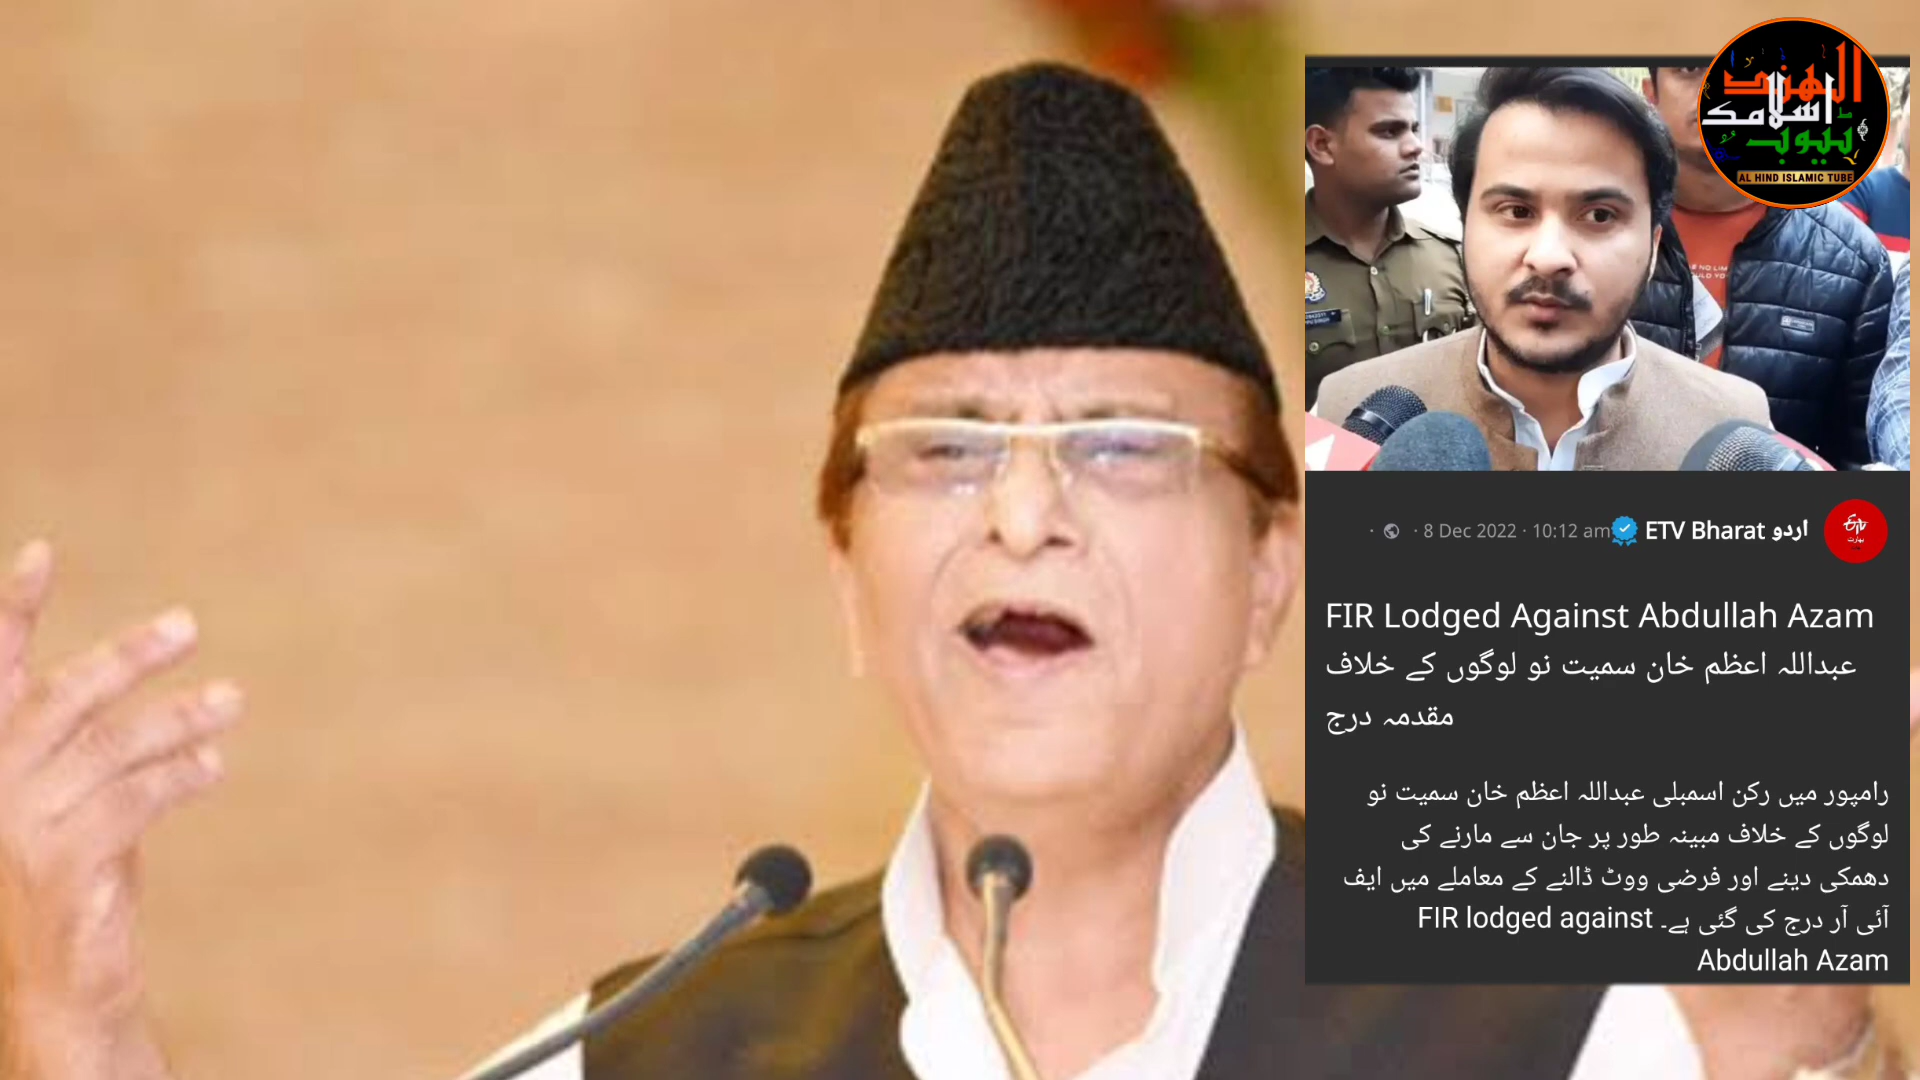 الہند
اسلامک
ٹیوب
AL HIND ISLAMIC TUBE
ETV Bharat اردو · 8 Dec 2022 · 10:12 am ·
FIR Lodged Against Abdullah Azam
عبداللہ اعظم خان سمیت نو لوگوں کے خلاف
مقدمہ درج
رامپور میں رکن اسمبلی عبداللہ اعظم خان سمیت نو
لوگوں کے خلاف مبینہ طور پر جان سے مارنے کی
دھمکی دینے اور فرضی ووٹ ڈالنے کے معاملے میں ایف
آئی آر درج کی گئی ہے۔ FIR lodged against
Abdullah Azam